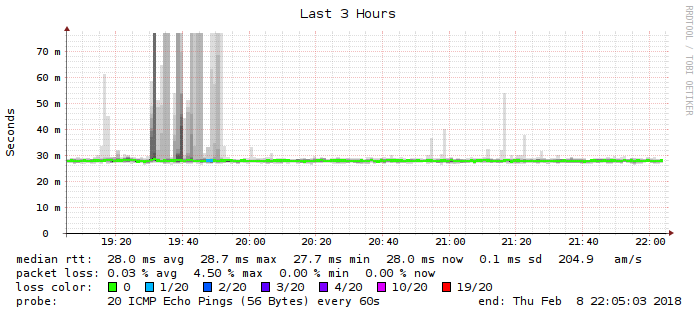 Last 3 Hours
RRDTOOL / TOBI OETIKER
Seconds
70 m
60 m
50 m
40 m
30 m
20 m
10 m
0
19:20 19:40 20:00 20:20 20:40 21:00 21:20 21:40 22:00
median rtt: 28.0 ms avg 28.7 ms max 27.7 ms min 28.0 ms now 0.1 ms sd 204.9 am/s
packet loss: 0.03 % avg 4.50 % max 0.00 % min 0.00 % now
loss color: 0 1/20 2/20 3/20 4/20 10/20 19/20
probe: 20 ICMP Echo Pings (56 Bytes) every 60s end: Thu Feb 8 22:05:03 2018